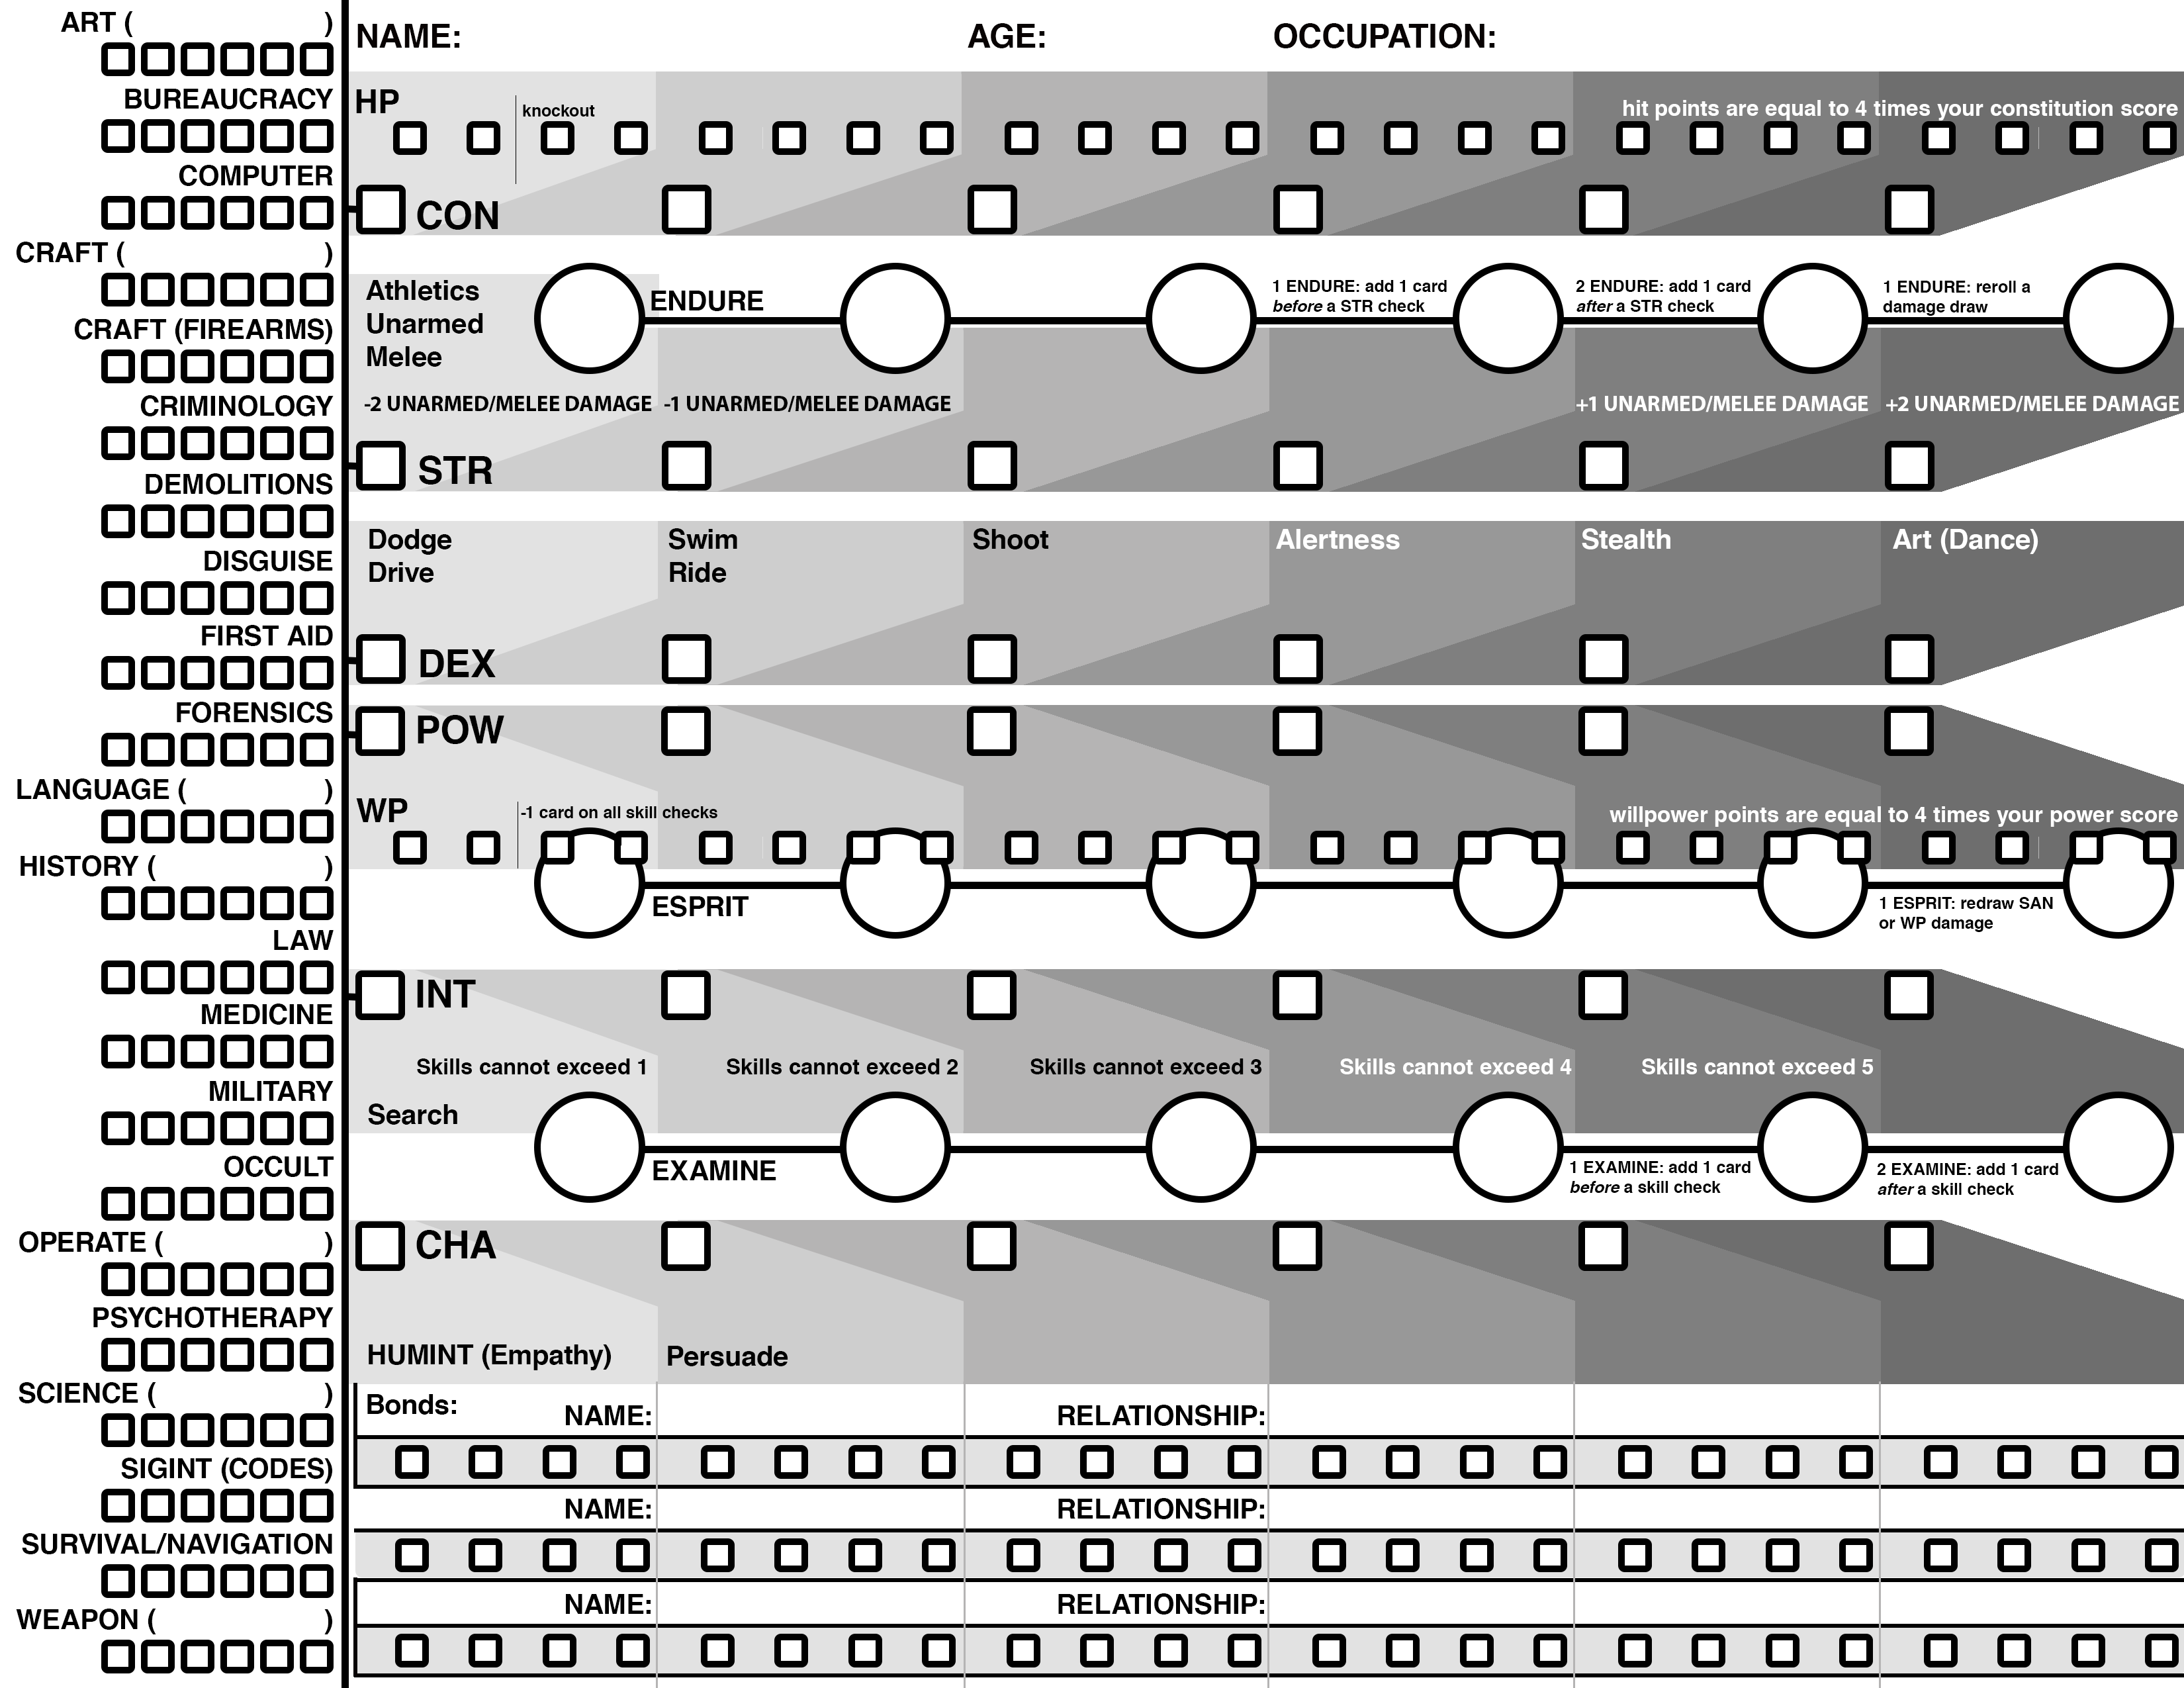 ART ( )
BUREAUCRACY
COMPUTER
CRAFT ( )
CRAFT (FIREARMS)
CRIMINOLOGY
DEMOLITIONS
DISGUISE
FIRST AID
FORENSICS
LANGUAGE ( )
HISTORY ( )
LAW
MEDICINE
MILITARY
OCCULT
OPERATE ( )
PSYCHOTHERAPY
SCIENCE ( )
SIGINT (CODES)
SURVIVAL/NAVIGATION
WEAPON ( )
NAME: AGE: OCCUPATION:
HP
knockout
hit points are equal to 4 times your constitution score
CON
Athletics
Unarmed
Melee
ENDURE
1 ENDURE: add 1 card
before a STR check
2 ENDURE: add 1 card
after a STR check
1 ENDURE: reroll a
damage draw
-2 UNARMED/MELEE DAMAGE
-1 UNARMED/MELEE DAMAGE
+1 UNARMED/MELEE DAMAGE
+2 UNARMED/MELEE DAMAGE
STR
Dodge
Drive
Swim
Ride
Shoot
Alertness
Stealth
Art (Dance)
DEX
POW
WP
-1 card on all skill checks
willpower points are equal to 4 times your power score
ESPRIT
1 ESPRIT: redraw SAN
or WP damage
INT
Skills cannot exceed 1
Skills cannot exceed 2
Skills cannot exceed 3
Skills cannot exceed 4
Skills cannot exceed 5
Search
EXAMINE
1 EXAMINE: add 1 card
before a skill check
2 EXAMINE: add 1 card
after a skill check
CHA
HUMINT (Empathy)
Persuade
Bonds:
NAME: RELATIONSHIP:
NAME: RELATIONSHIP:
NAME: RELATIONSHIP: